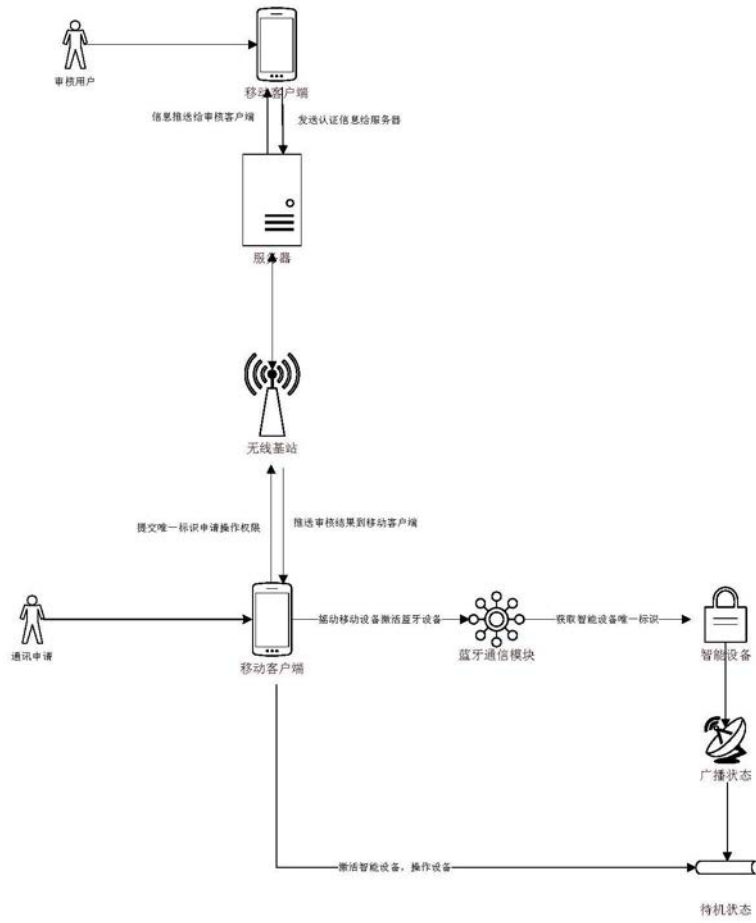 审核用户
移动客户端
信息推送给审核客户端
发送认证信息给服务器
服务器
无线基站
提交唯一标识申请操作权限
推送审核结果到移动客户端
通讯申请
移动客户端
摇动移动设备激活蓝牙设备
蓝牙通信模块
获取智能设备唯一标识
智能设备
广播状态
激活智能设备，操作设备
待机状态